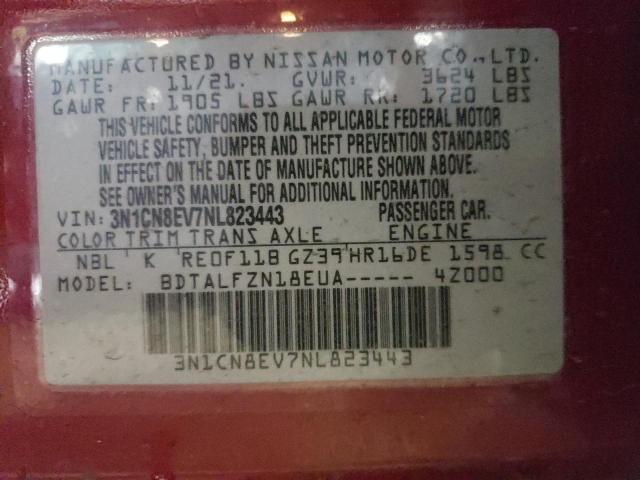 MANUFACTURED BY NISSAN MOTOR CO., LTD.
DATE: 11/21. GVWR: 3624 LBS
GAWR FR: 1905 LBS GAWR RR: 1720 LBS
THIS VEHICLE CONFORMS TO ALL APPLICABLE FEDERAL MOTOR
VEHICLE SAFETY, BUMPER AND THEFT PREVENTION STANDARDS
IN EFFECT ON THE DATE OF MANUFACTURE SHOWN ABOVE.
SEE OWNER'S MANUAL FOR ADDITIONAL INFORMATION.
VIN: 3N1CN8EV7NL823443 PASSENGER CAR.
COLOR TRIM TRANS AXLE ENGINE
NBL K RE0F11B GZ39 HR16DE 1598 CC
MODEL: BDTALFZN18EUA----- 4Z000
3N1CN8EV7NL823443